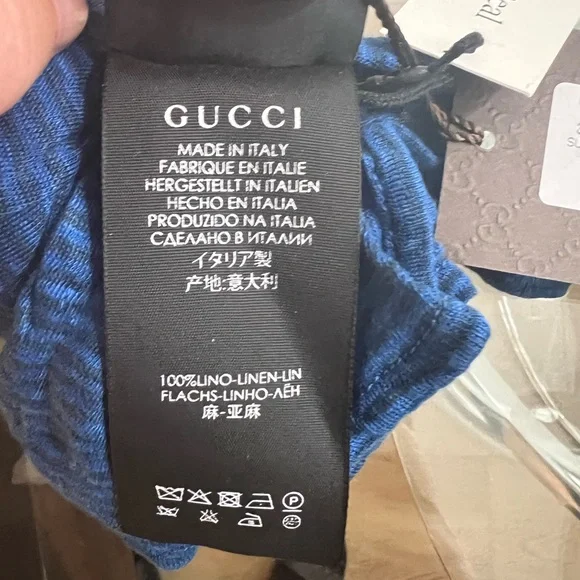 GUCCI
MADE IN ITALY
FABRIQUE EN ITALIE
HERGESTELLT IN ITALIEN
HECHO EN ITALIA
PRODUZIDO NA ITALIA
СДЕЛАНО В ИТАЛИИ
イタリア製
产地:意大利
100%LINO-LINEN-LIN
FLACHS-LINHO-ЛЁН
麻-亚麻
P